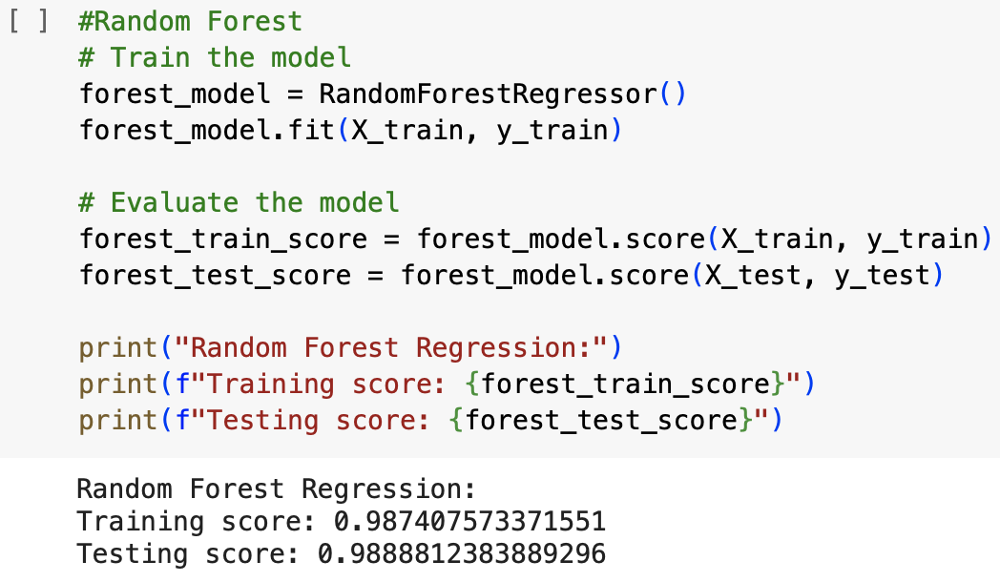 [ ] #Random Forest
# Train the model
forest_model = RandomForestRegressor()
forest_model.fit(X_train, y_train)
# Evaluate the model
forest_train_score = forest_model.score(X_train, y_train)
forest_test_score = forest_model.score(X_test, y_test)
print("Random Forest Regression:")
print(f"Training score: {forest_train_score}")
print(f"Testing score: {forest_test_score}")
Random Forest Regression:
Training score: 0.987407573371551
Testing score: 0.9888812383889296